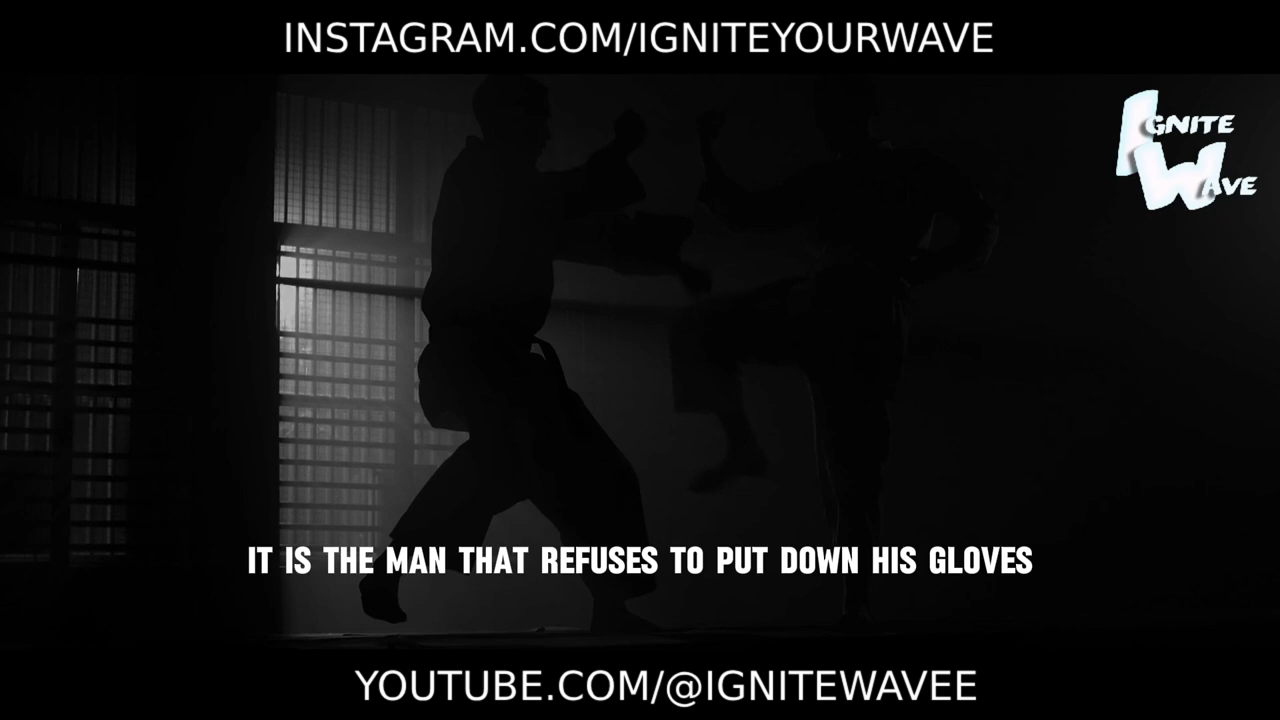 INSTAGRAM.COM/IGNITEYOURWAVE
IGNITE
WAVE
IT IS THE MAN THAT REFUSES TO PUT DOWN HIS GLOVES
YOUTUBE.COM/@IGNITEWAVEE